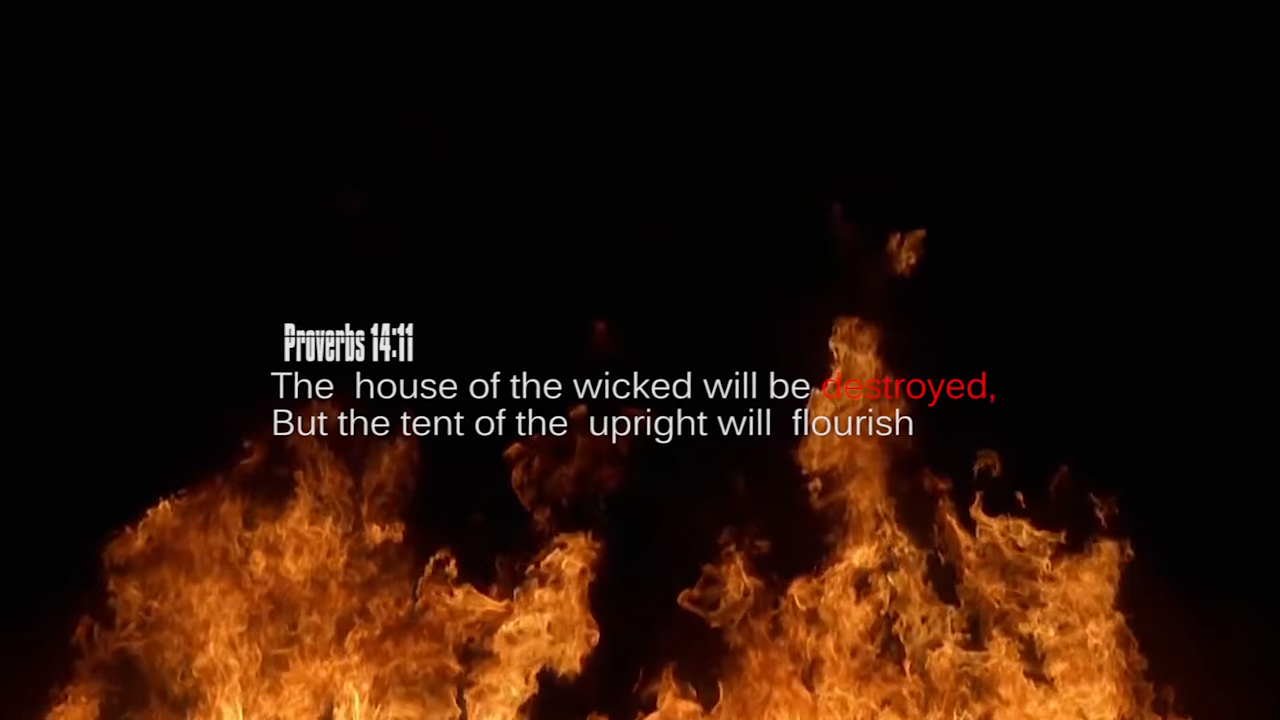 Proverbs 14:11
The house of the wicked will be destroyed,
But the tent of the upright will flourish